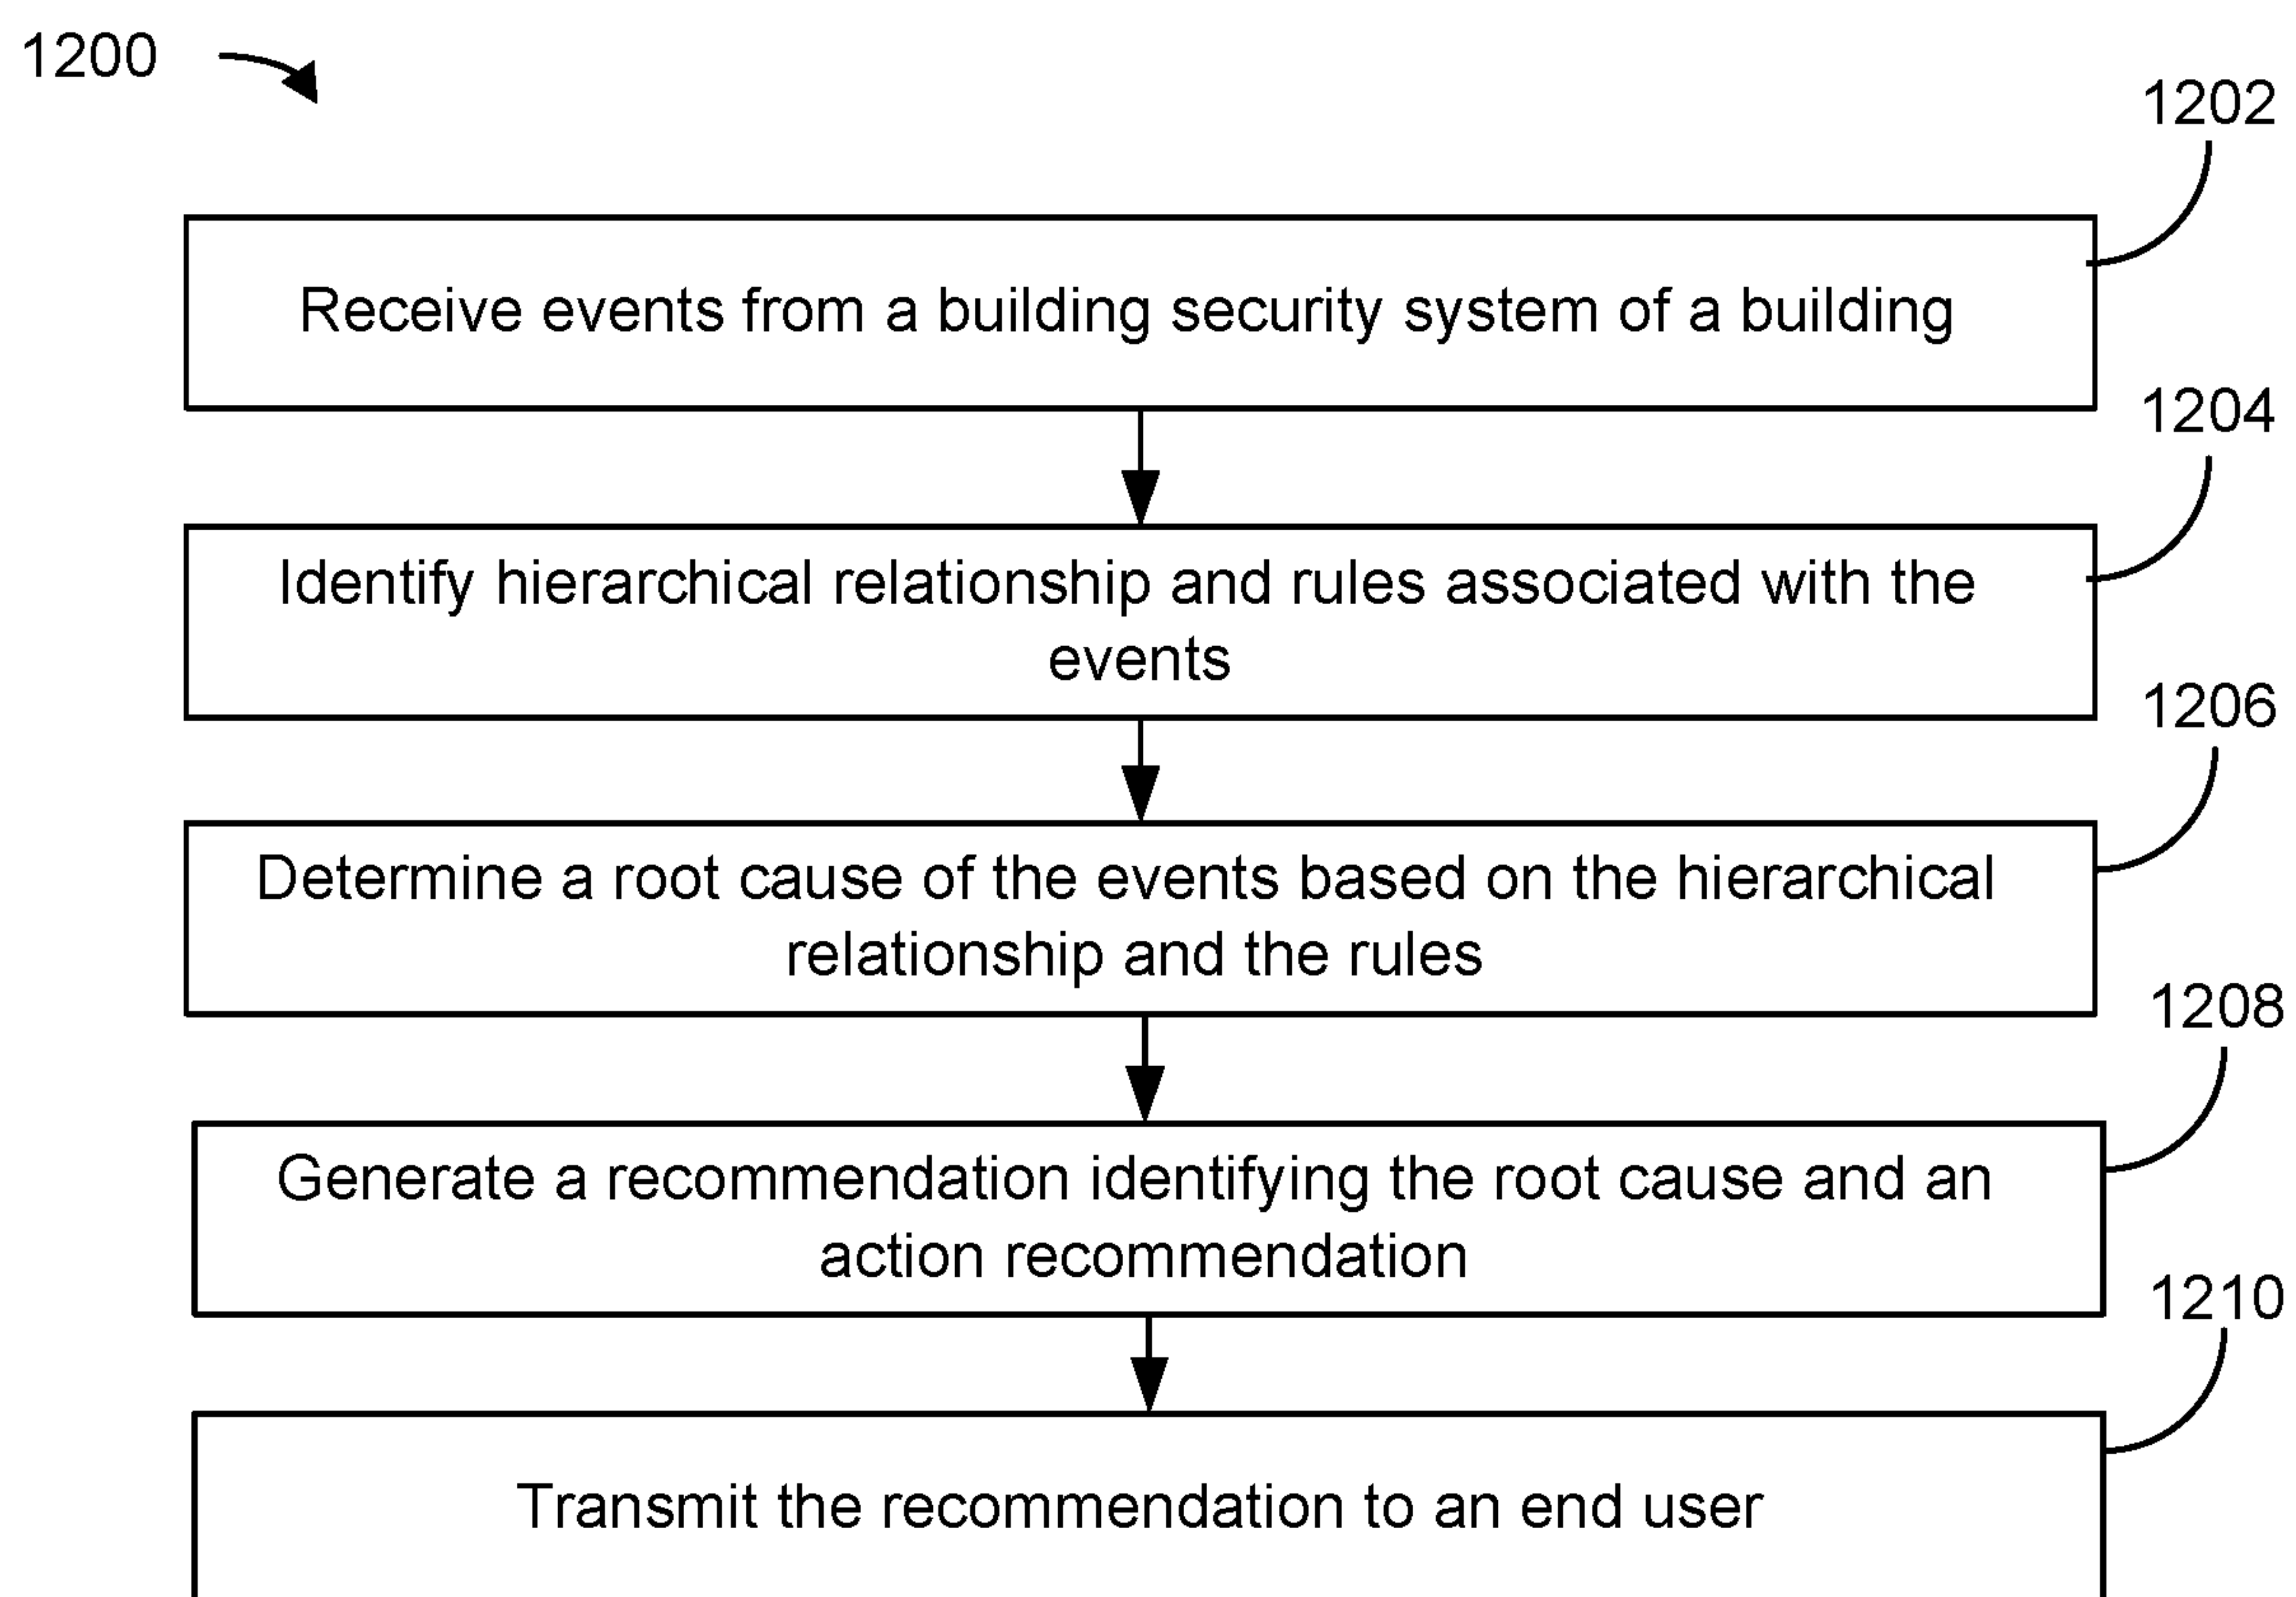 1200
1202
Receive events from a building security system of a building
1204
Identify hierarchical relationship and rules associated with the
events
1206
Determine a root cause of the events based on the hierarchical
relationship and the rules
1208
Generate a recommendation identifying the root cause and an
action recommendation
1210
Transmit the recommendation to an end user